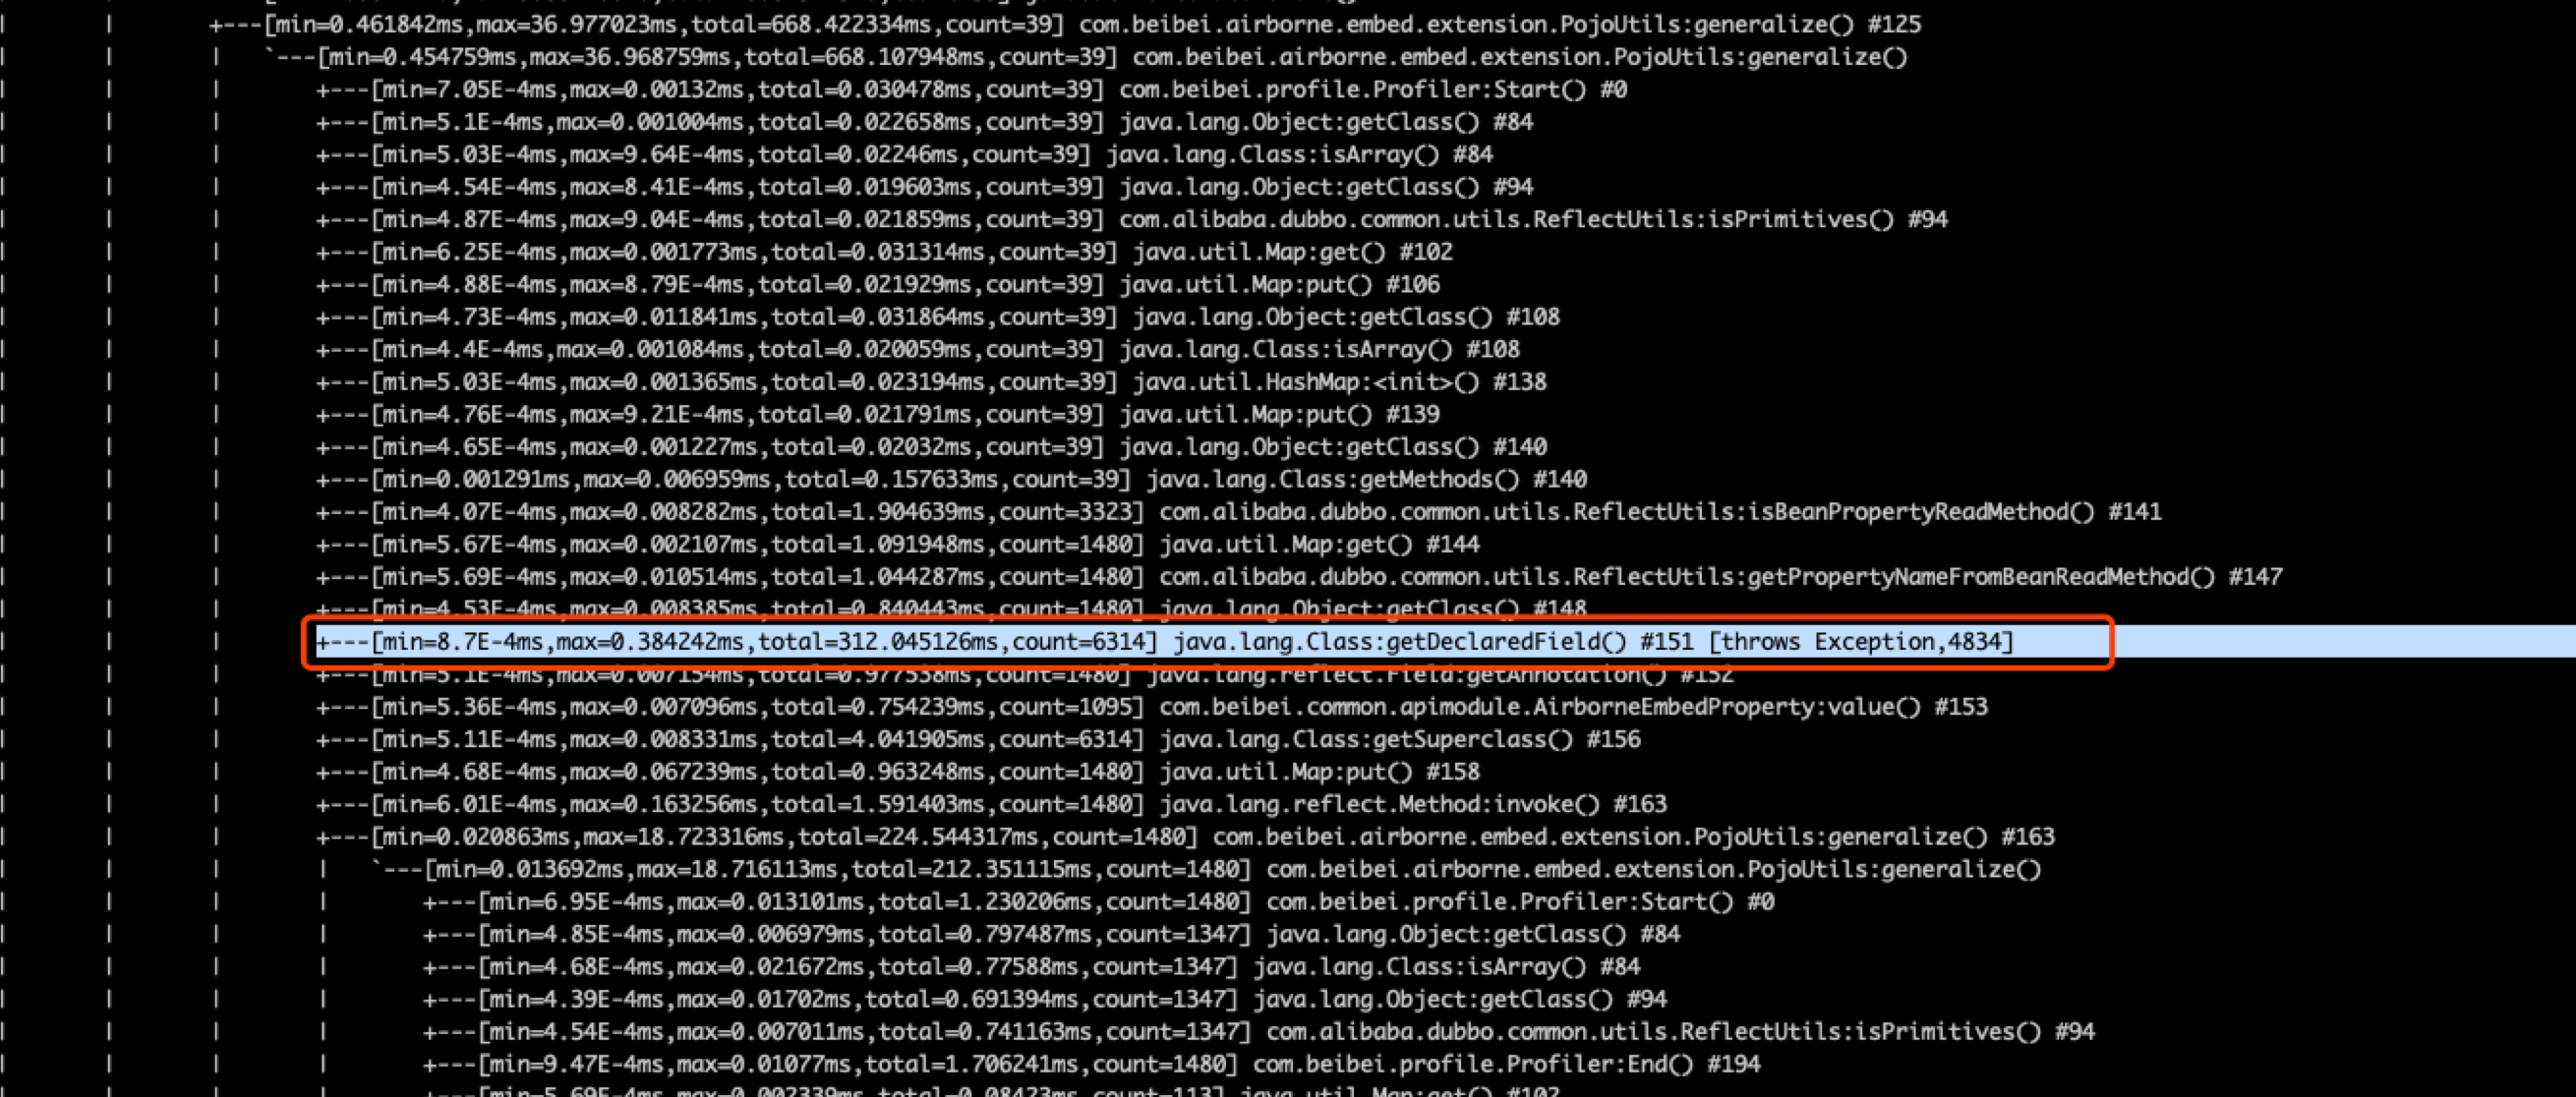 +---[min=0.461842ms,max=36.977023ms,total=668.422334ms,count=39] com.beibei.airborne.embed.extension.PojoUtils:generalize() #125
`---[min=0.454759ms,max=36.968759ms,total=668.107948ms,count=39] com.beibei.airborne.embed.extension.PojoUtils:generalize()
+---[min=7.05E-4ms,max=0.00132ms,total=0.030478ms,count=39] com.beibei.profile.Profiler:Start() #0
+---[min=5.1E-4ms,max=0.001004ms,total=0.022658ms,count=39] java.lang.Object:getClass() #84
+---[min=5.03E-4ms,max=9.64E-4ms,total=0.02246ms,count=39] java.lang.Class:isArray() #84
+---[min=4.54E-4ms,max=8.41E-4ms,total=0.019603ms,count=39] java.lang.Object:getClass() #94
+---[min=4.87E-4ms,max=9.04E-4ms,total=0.021859ms,count=39] com.alibaba.dubbo.common.utils.ReflectUtils:isPrimitives() #94
+---[min=6.25E-4ms,max=0.001773ms,total=0.031314ms,count=39] java.util.Map:get() #102
+---[min=4.88E-4ms,max=8.79E-4ms,total=0.021929ms,count=39] java.util.Map:put() #106
+---[min=4.73E-4ms,max=0.011841ms,total=0.031864ms,count=39] java.lang.Object:getClass() #108
+---[min=4.4E-4ms,max=0.001084ms,total=0.020059ms,count=39] java.lang.Class:isArray() #108
+---[min=5.03E-4ms,max=0.001365ms,total=0.023194ms,count=39] java.util.HashMap:<init>() #138
+---[min=4.76E-4ms,max=9.21E-4ms,total=0.021791ms,count=39] java.util.Map:put() #139
+---[min=4.65E-4ms,max=0.001227ms,total=0.02032ms,count=39] java.lang.Object:getClass() #140
+---[min=0.001291ms,max=0.006959ms,total=0.157633ms,count=39] java.lang.Class:getMethods() #140
+---[min=4.07E-4ms,max=0.008282ms,total=1.904639ms,count=3323] com.alibaba.dubbo.common.utils.ReflectUtils:isBeanPropertyReadMethod() #141
+---[min=5.67E-4ms,max=0.002107ms,total=1.091948ms,count=1480] java.util.Map:get() #144
+---[min=5.69E-4ms,max=0.010514ms,total=1.044287ms,count=1480] com.alibaba.dubbo.common.utils.ReflectUtils:getPropertyNameFromBeanReadMethod() #147
+---[min=4.53E-4ms,max=0.008385ms,total=0.840443ms,count=1480] java.lang.Object:getClass() #148
+---[min=8.7E-4ms,max=0.384242ms,total=312.045126ms,count=6314] java.lang.Class:getDeclaredField() #151 [throws Exception,4834]
+---[min=5.1E-4ms,max=0.007154ms,total=0.977538ms,count=1480] java.lang.reflect.Field:getAnnotation() #152
+---[min=5.36E-4ms,max=0.007096ms,total=0.754239ms,count=1095] com.beibei.common.apimodule.AirborneEmbedProperty:value() #153
+---[min=5.11E-4ms,max=0.008331ms,total=4.041905ms,count=6314] java.lang.Class:getSuperclass() #156
+---[min=4.68E-4ms,max=0.067239ms,total=0.963248ms,count=1480] java.util.Map:put() #158
+---[min=6.01E-4ms,max=0.163256ms,total=1.591403ms,count=1480] java.lang.reflect.Method:invoke() #163
+---[min=0.020863ms,max=18.723316ms,total=224.544317ms,count=1480] com.beibei.airborne.embed.extension.PojoUtils:generalize() #163
`---[min=0.013692ms,max=18.716113ms,total=212.351115ms,count=1480] com.beibei.airborne.embed.extension.PojoUtils:generalize()
+---[min=6.95E-4ms,max=0.013101ms,total=1.230206ms,count=1480] com.beibei.profile.Profiler:Start() #0
+---[min=4.85E-4ms,max=0.006979ms,total=0.797487ms,count=1347] java.lang.Object:getClass() #84
+---[min=4.68E-4ms,max=0.021672ms,total=0.77588ms,count=1347] java.lang.Class:isArray() #84
+---[min=4.39E-4ms,max=0.01702ms,total=0.691394ms,count=1347] java.lang.Object:getClass() #94
+---[min=4.54E-4ms,max=0.007011ms,total=0.741163ms,count=1347] com.alibaba.dubbo.common.utils.ReflectUtils:isPrimitives() #94
+---[min=9.47E-4ms,max=0.01077ms,total=1.706241ms,count=1480] com.beibei.profile.Profiler:End() #194
+---[min=5.69E-4ms,max=0.002339ms,total=0.08423ms,count=113] java.util.Map:get() #102